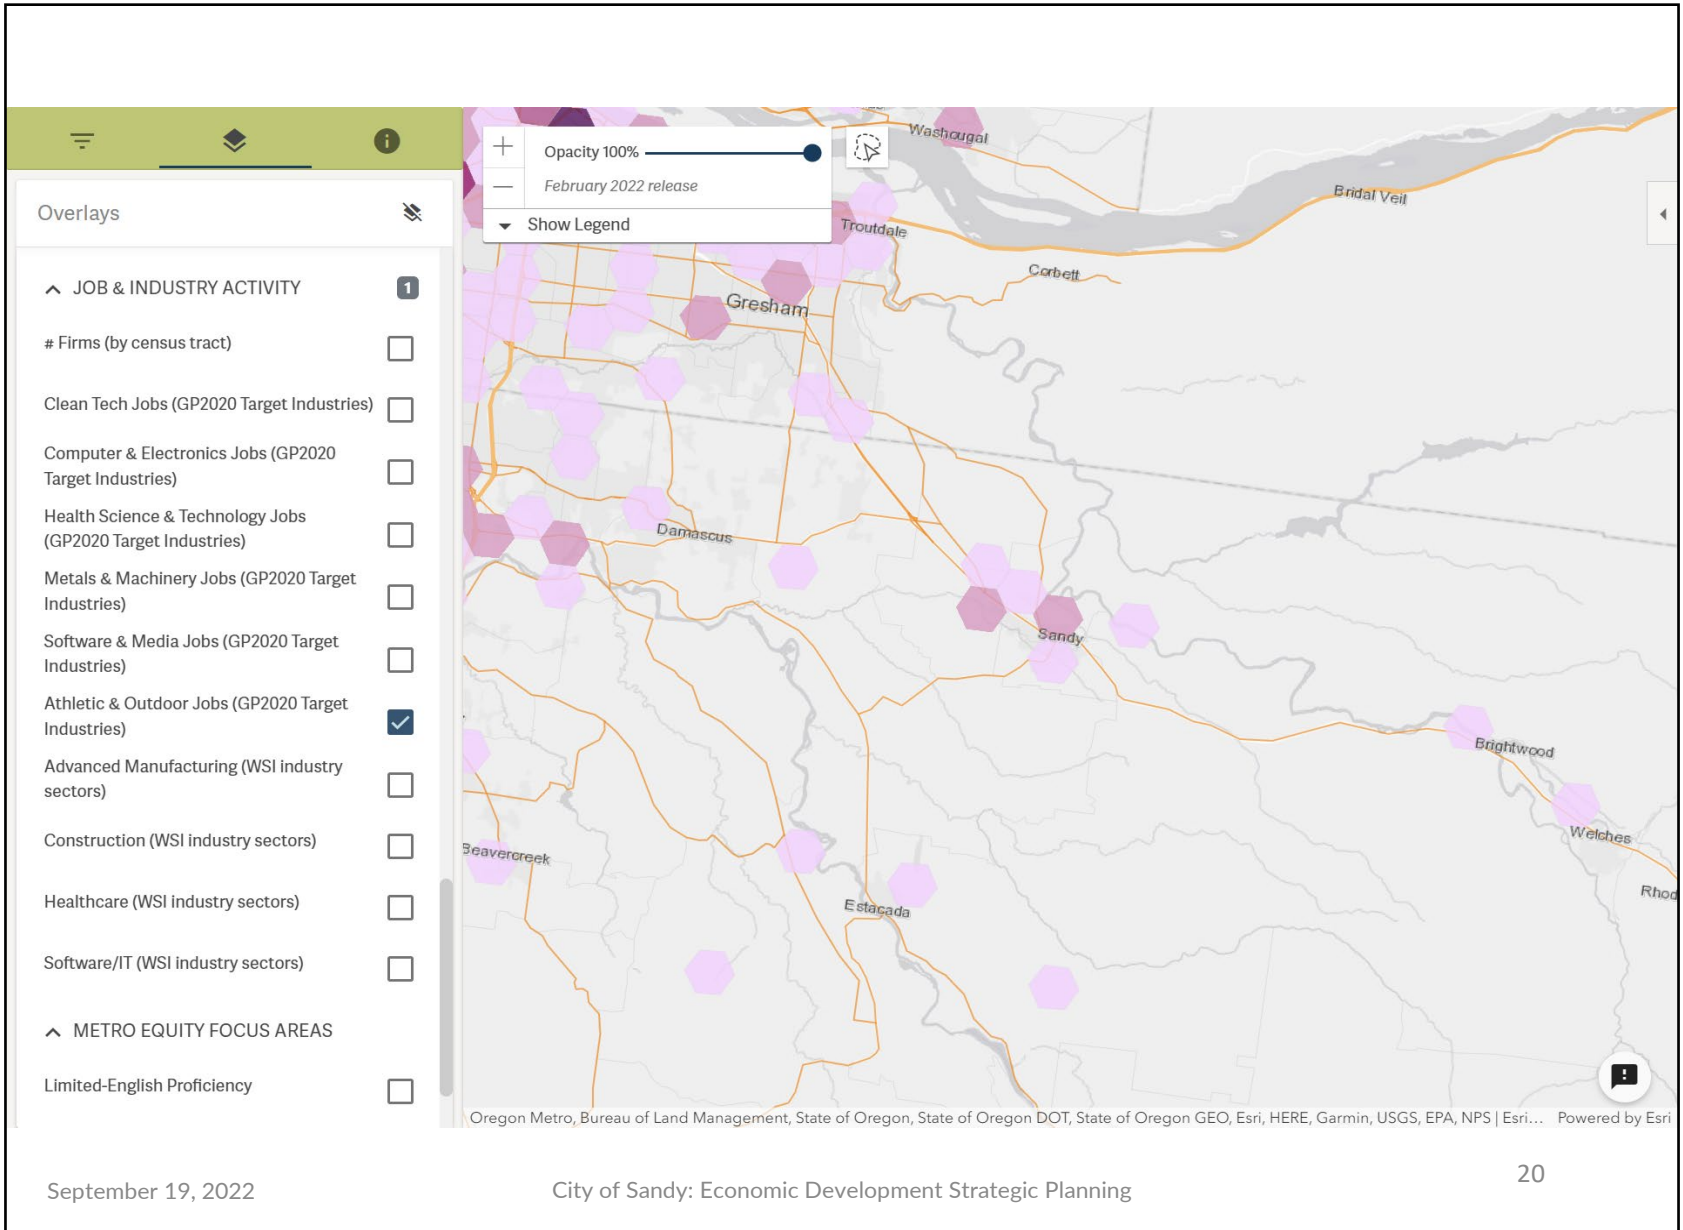 Overlays
JOB & INDUSTRY ACTIVITY
1
# Firms (by census tract)
Clean Tech Jobs (GP2020 Target Industries)
Computer & Electronics Jobs (GP2020
Target Industries)
Health Science & Technology Jobs
(GP2020 Target Industries)
Metals & Machinery Jobs (GP2020 Target
Industries)
Software & Media Jobs (GP2020 Target
Industries)
Athletic & Outdoor Jobs (GP2020 Target
Industries)
Advanced Manufacturing (WSI industry
sectors)
Construction (WSI industry sectors)
Healthcare (WSI industry sectors)
Software/IT (WSI industry sectors)
METRO EQUITY FOCUS AREAS
Limited-English Proficiency
Opacity 100%
February 2022 release
Show Legend
Washougal
Bridal Veil
Troutdale
Corbett
Gresham
Damascus
Sandy
Brightwood
Welches
Rhod
Beavercreek
Estacada
Oregon Metro, Bureau of Land Management, State of Oregon, State of Oregon DOT, State of Oregon GEO, Esri, HERE, Garmin, USGS, EPA, NPS | Esri... Powered by Esri
September 19, 2022
City of Sandy: Economic Development Strategic Planning
20